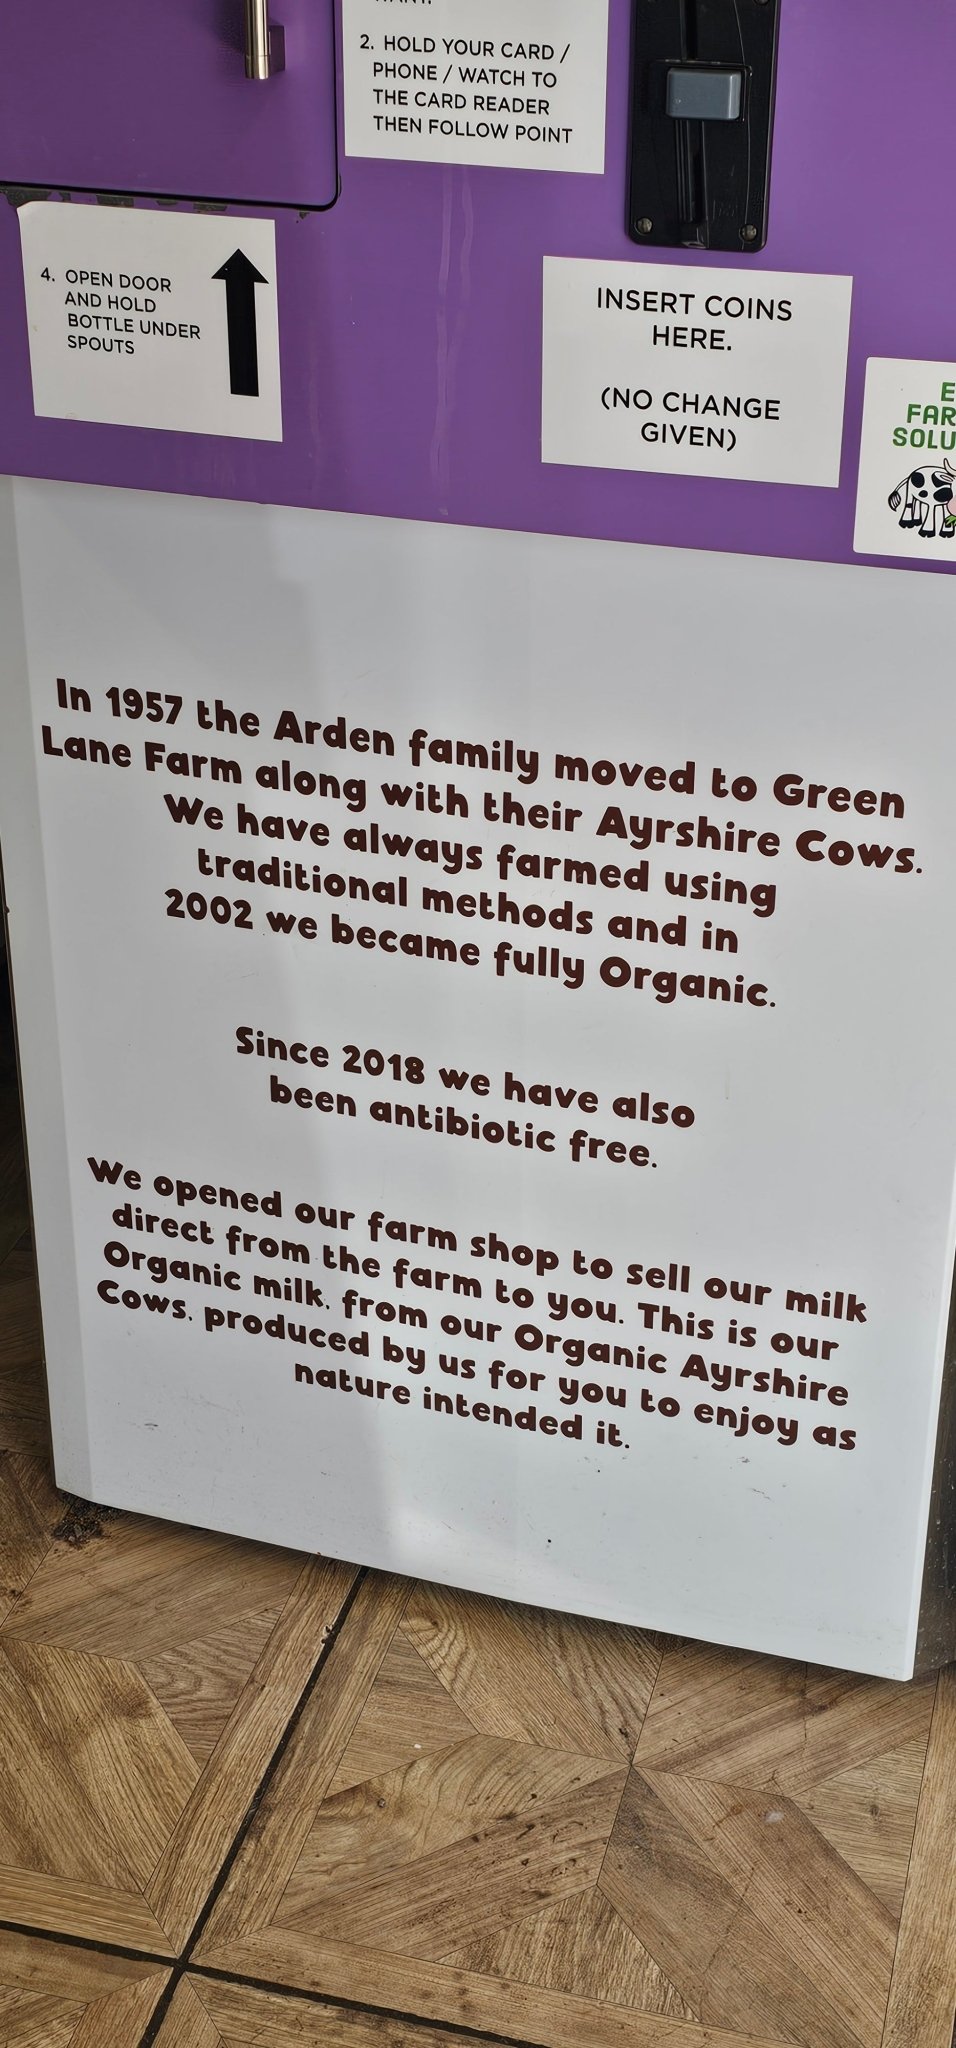 2. HOLD YOUR CARD /
PHONE / WATCH TO
THE CARD READER
THEN FOLLOW POINT
4. OPEN DOOR
AND HOLD
BOTTLE UNDER
SPOUTS
INSERT COINS
HERE.
(NO CHANGE
GIVEN)
In 1957 the Arden family moved to Green
Lane Farm along with their Ayrshire Cows.
We have always farmed using
traditional methods and in
2002 we became fully Organic.
Since 2018 we have also
been antibiotic free.
We opened our farm shop to sell our milk
direct from the farm to you. This is our
Organic milk, from our Organic Ayrshire
Cows, produced by us for you to enjoy as
nature intended it.